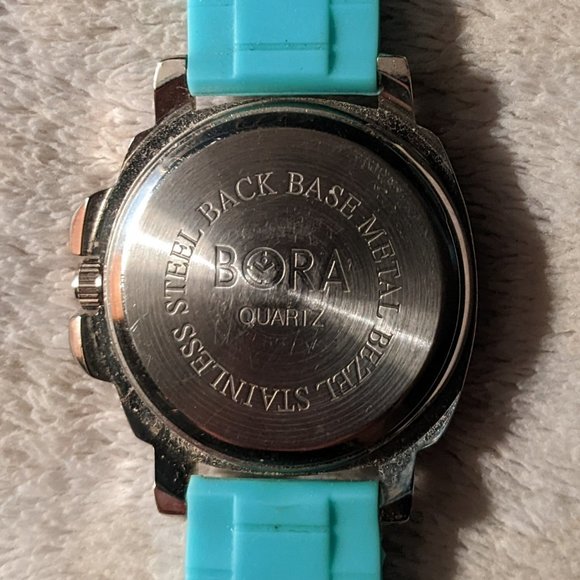 STAINLESS STEEL BACK BASE METAL BEZEL
BORA
QUARTZ